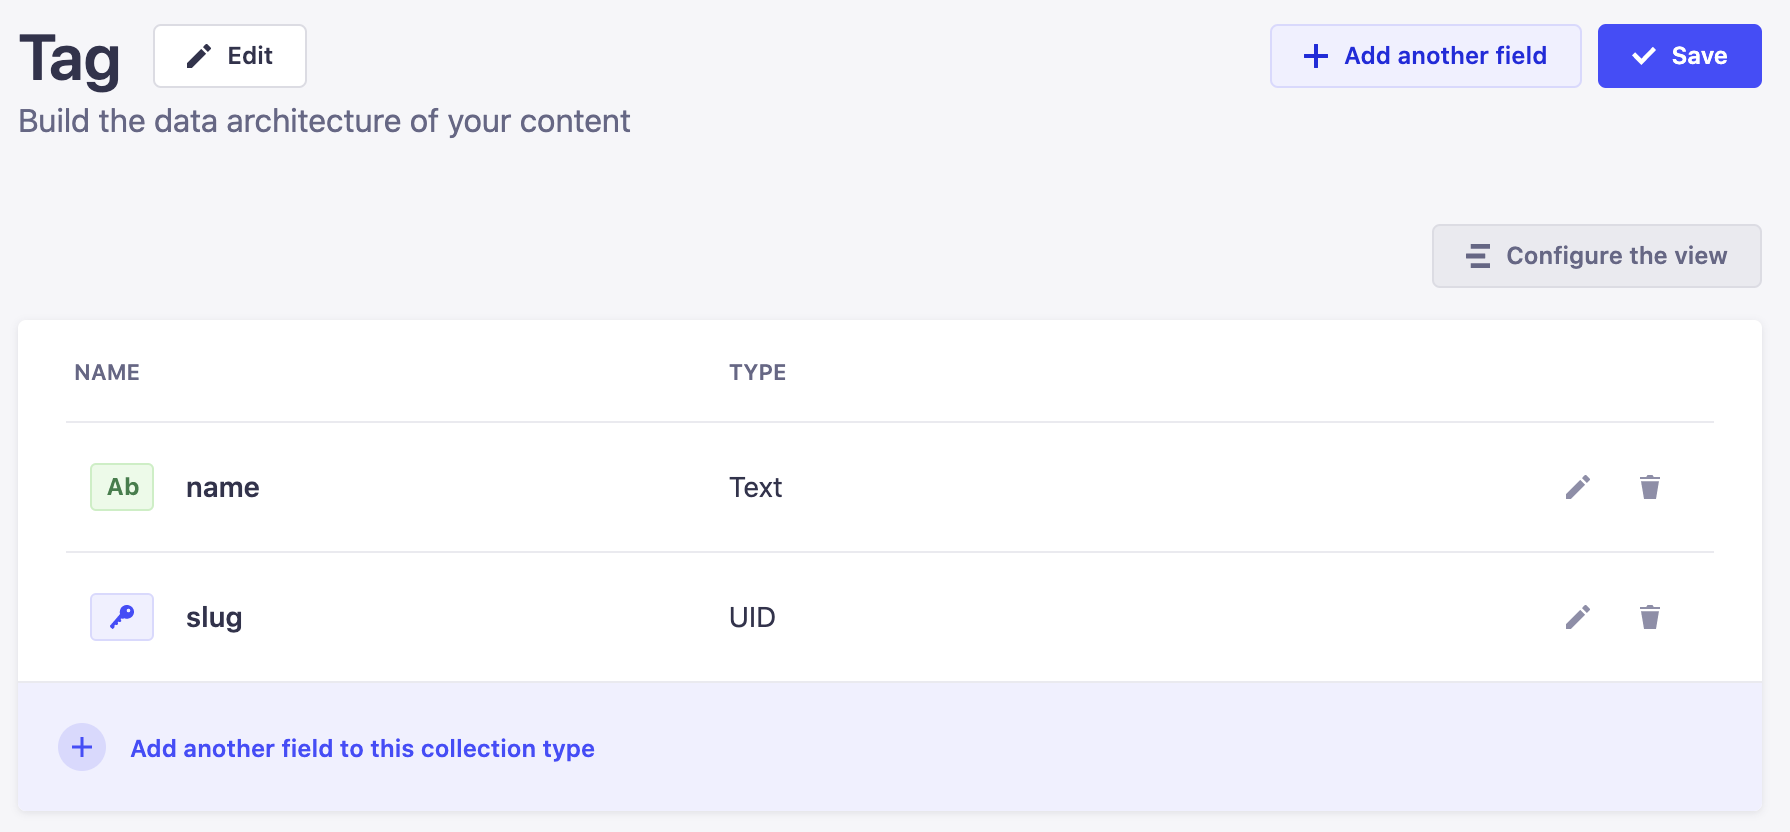 Tag
Edit
Add another field
Save
Build the data architecture of your content
Configure the view
NAME
TYPE
Ab
name
Text
slug
UID
Add another field to this collection type